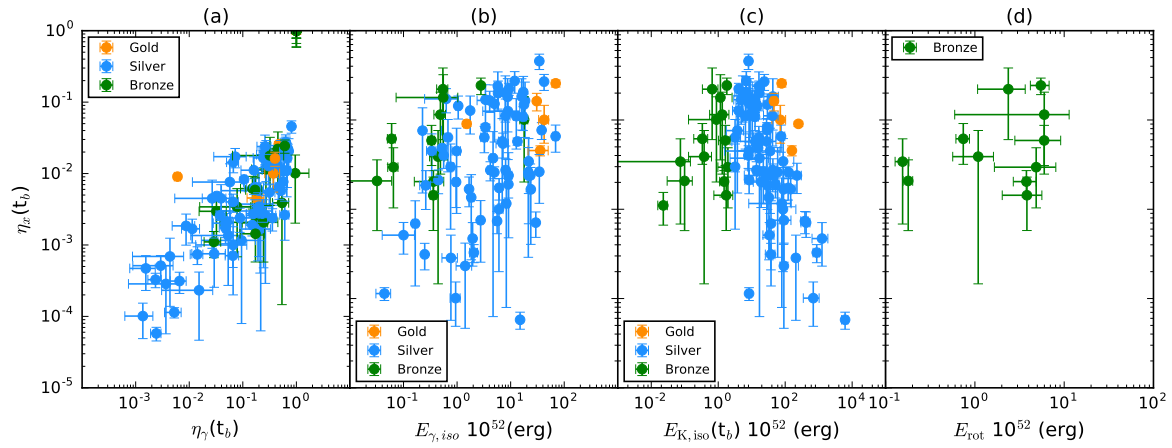 (a) (b) (c) (d)
10^0
10^-1
10^-2
10^-3
10^-4
10^-5
η_x(t_b)
Gold
Silver
Bronze
Gold
Silver
Bronze
Gold
Silver
Bronze
Bronze
10^-3 10^-2 10^-1 10^0
10^-1 10^0 10^1 10^2
10^-2 10^0 10^2 10^4
10^0 10^1 10^2
η_γ(t_b)
E_γ,iso 10^52(erg)
E_K,iso(t_b) 10^52 (erg)
E_rot 10^52 (erg)